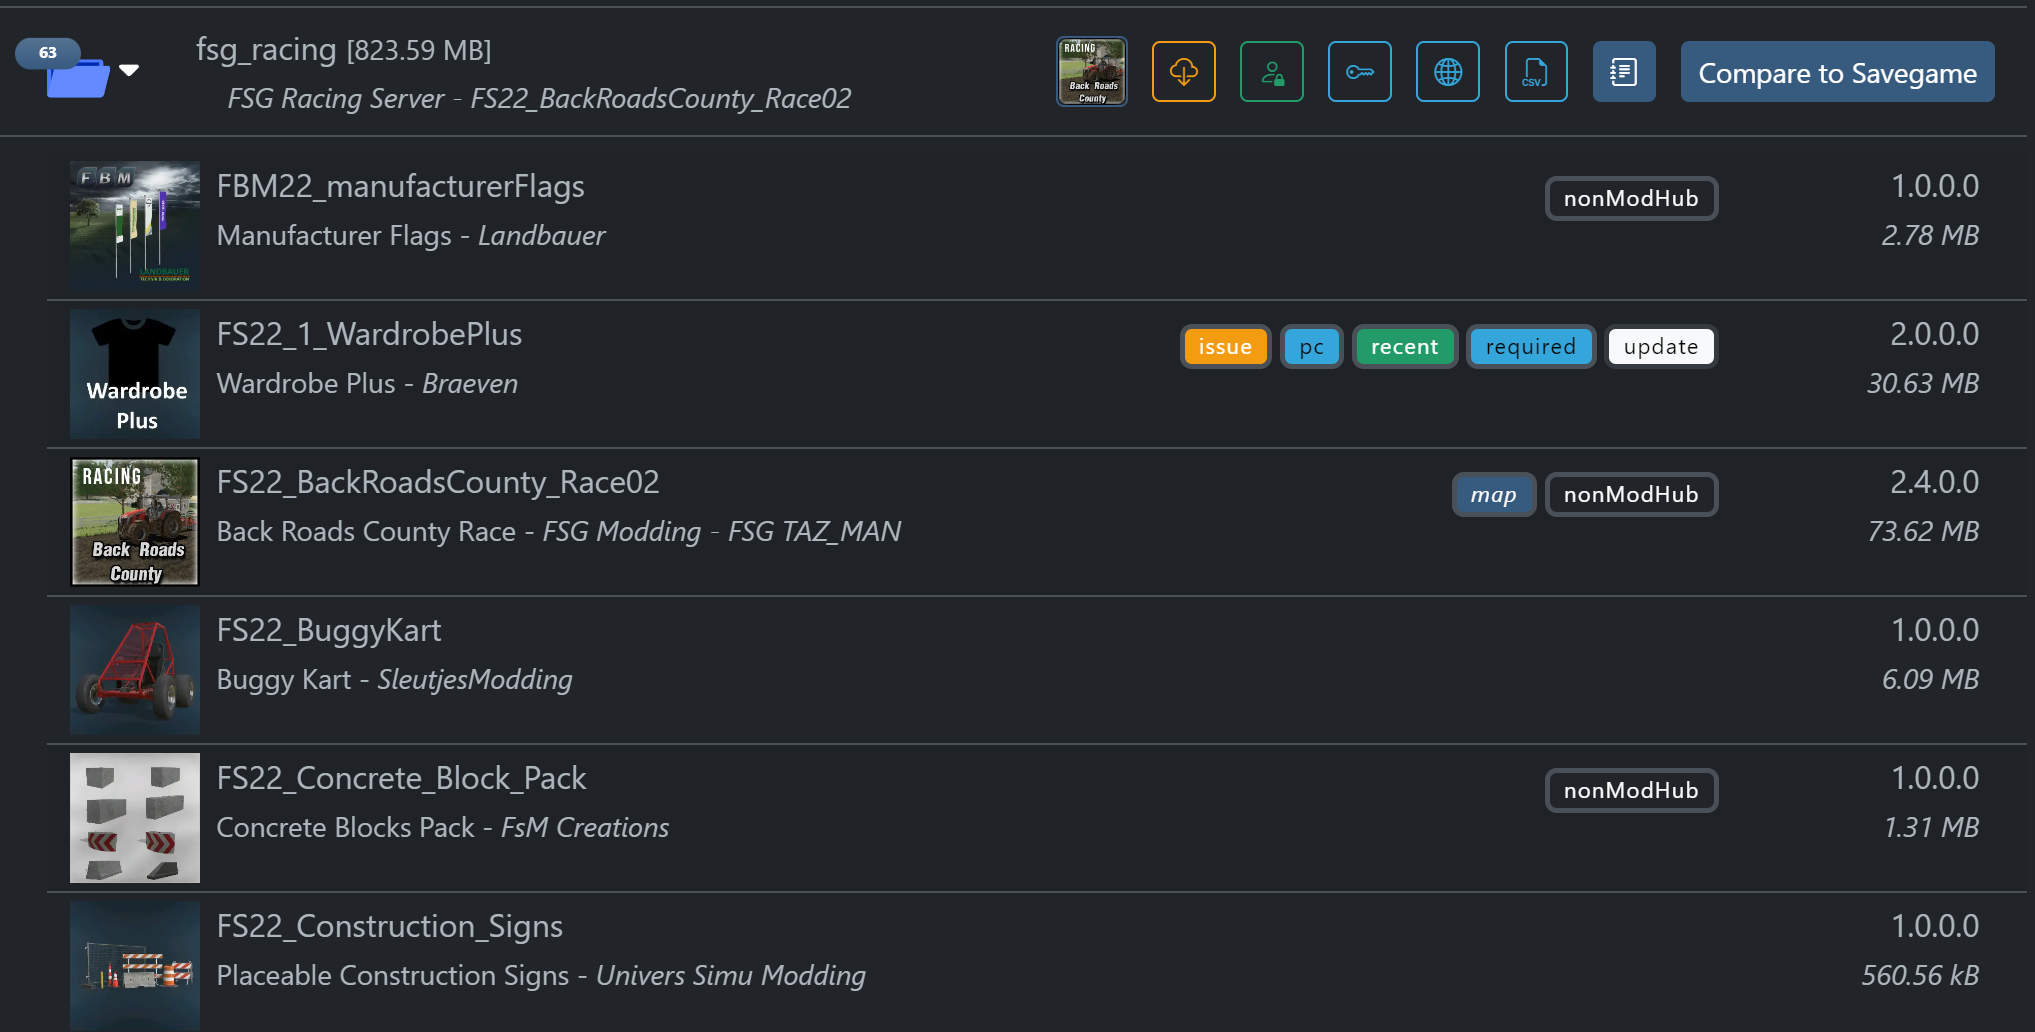 63
fsg_racing [823.59 MB]
FSG Racing Server - FS22_BackRoadsCounty_Race02
RACING
Back Roads
County
CSV
Compare to Savegame
FBM
LANDBAUER
FBM22_manufacturerFlags
Manufacturer Flags - Landbauer
nonModHub
1.0.0.0
2.78 MB
Wardrobe
Plus
FS22_1_WardrobePlus
Wardrobe Plus - Braeven
issue pc recent required update
2.0.0.0
30.63 MB
RACING
Back Roads
County
FS22_BackRoadsCounty_Race02
Back Roads County Race - FSG Modding - FSG TAZ_MAN
map nonModHub
2.4.0.0
73.62 MB
FS22_BuggyKart
Buggy Kart - SleutjesModding
1.0.0.0
6.09 MB
FS22_Concrete_Block_Pack
Concrete Blocks Pack - FsM Creations
nonModHub
1.0.0.0
1.31 MB
FS22_Construction_Signs
Placeable Construction Signs - Univers Simu Modding
1.0.0.0
560.56 kB